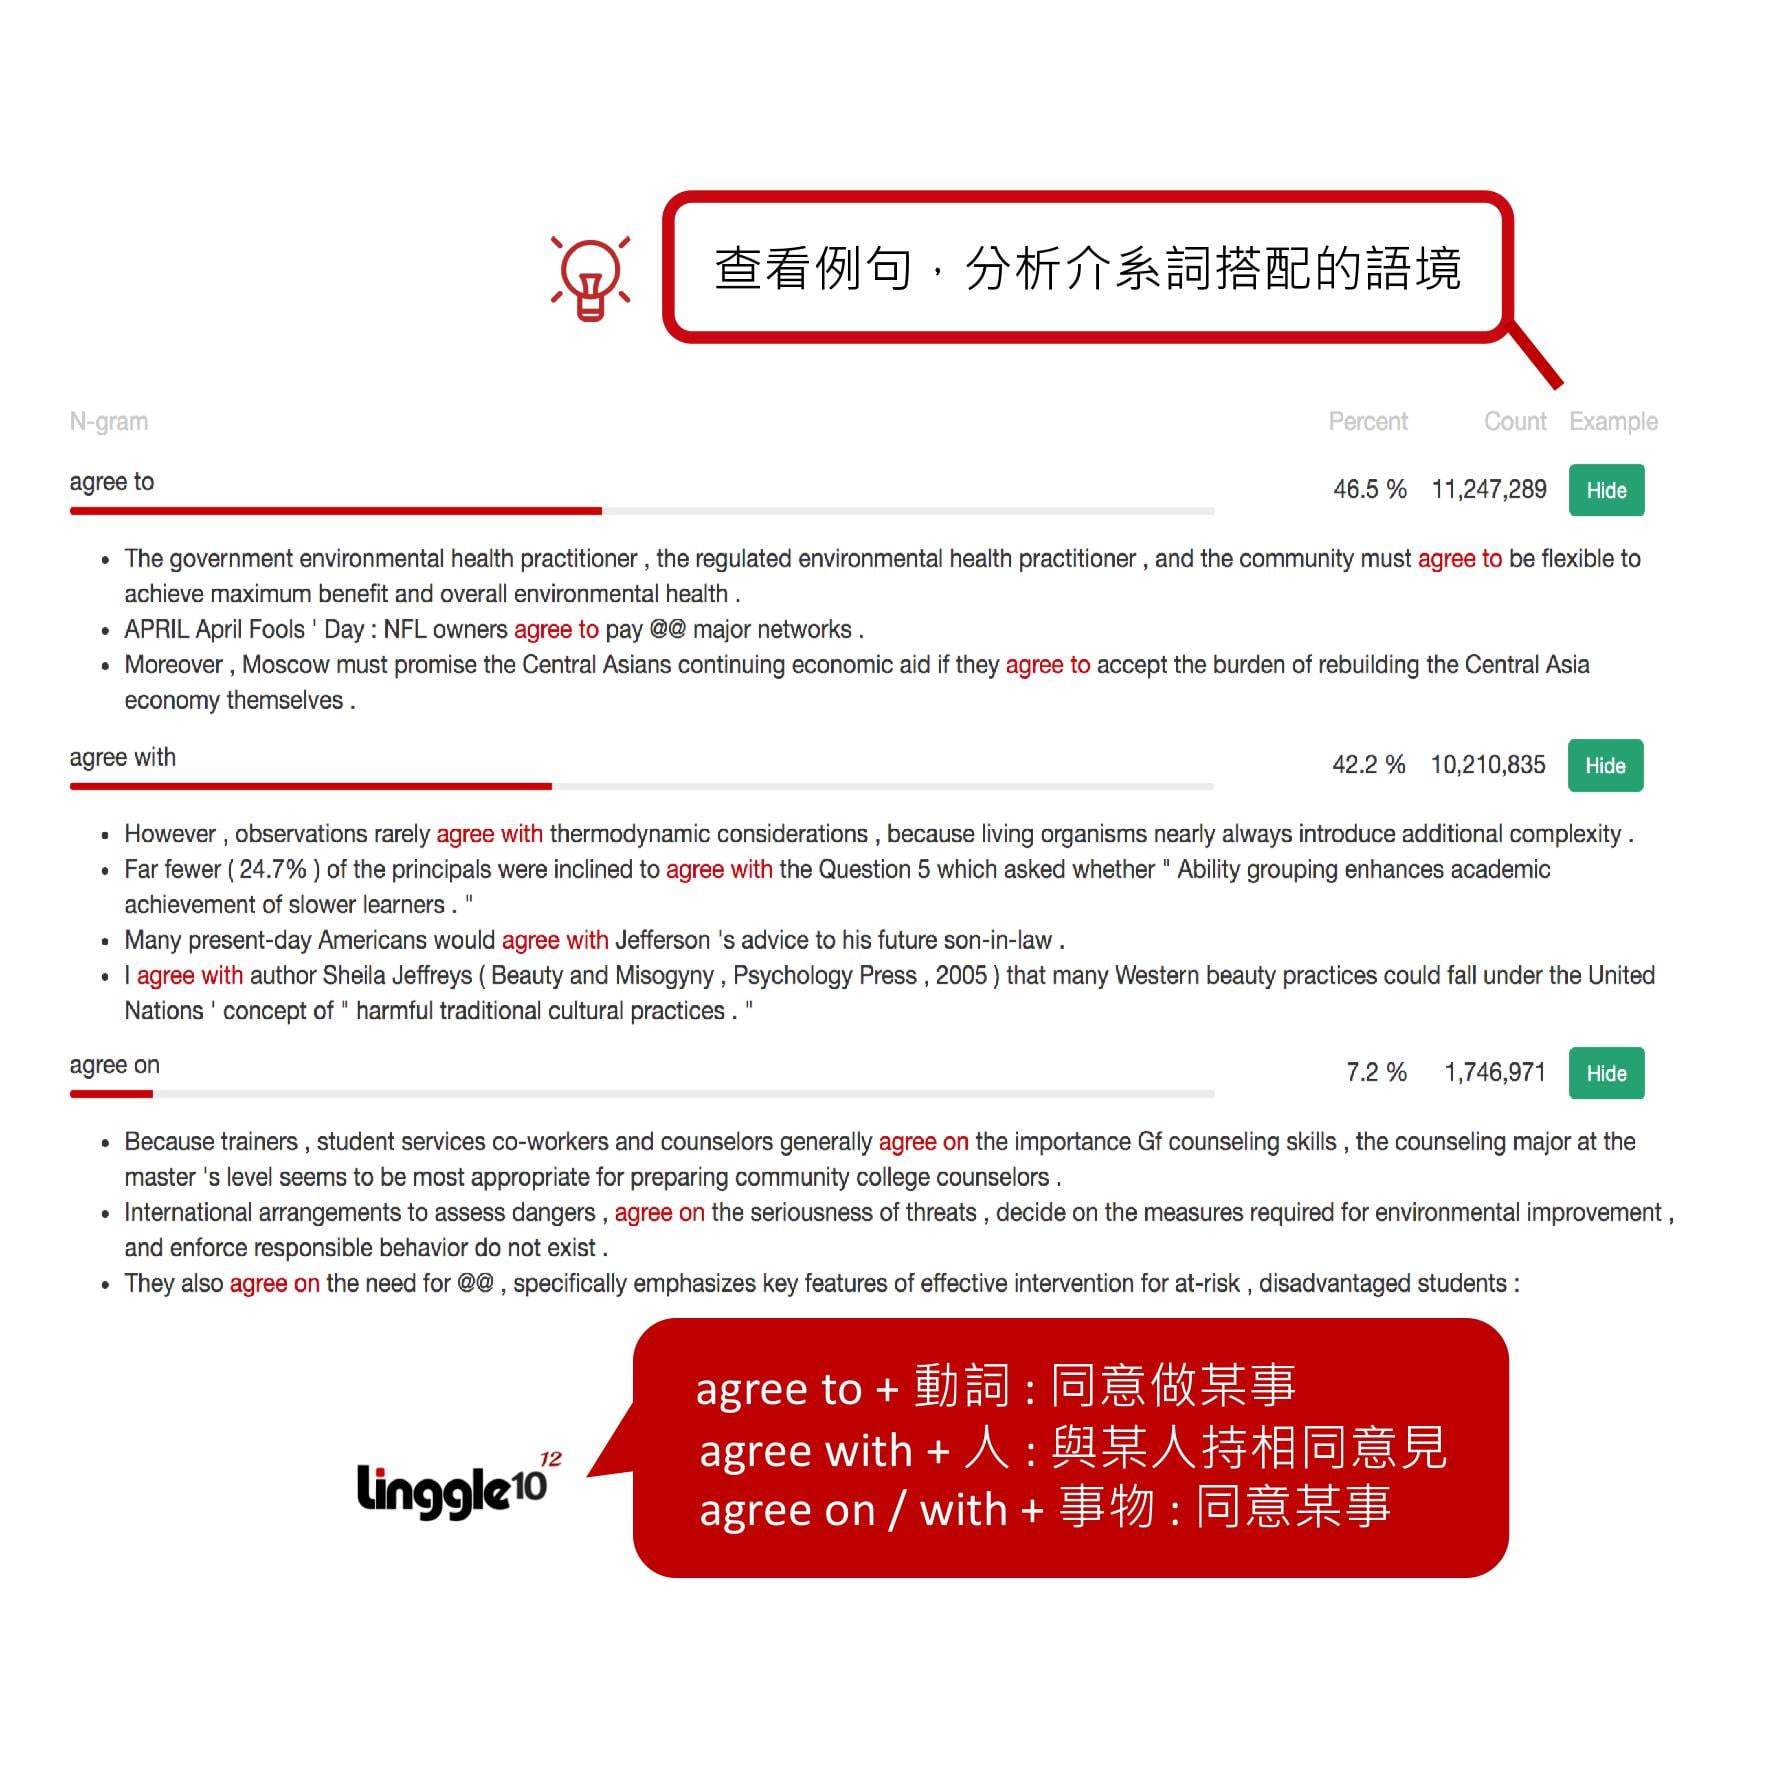 查看例句，分析介系詞搭配的語境
N-gram Percent Count Example
agree to 46.5 % 11,247,289 Hide
• The government environmental health practitioner , the regulated environmental health practitioner , and the community must agree to be flexible to
achieve maximum benefit and overall environmental health .
• APRIL April Fools ' Day : NFL owners agree to pay @@ major networks .
• Moreover , Moscow must promise the Central Asians continuing economic aid if they agree to accept the burden of rebuilding the Central Asia
economy themselves .
agree with 42.2 % 10,210,835 Hide
• However , observations rarely agree with thermodynamic considerations , because living organisms nearly always introduce additional complexity .
• Far fewer ( 24.7% ) of the principals were inclined to agree with the Question 5 which asked whether " Ability grouping enhances academic
achievement of slower learners . "
• Many present-day Americans would agree with Jefferson 's advice to his future son-in-law .
• I agree with author Sheila Jeffreys ( Beauty and Misogyny , Psychology Press , 2005 ) that many Western beauty practices could fall under the United
Nations ' concept of " harmful traditional cultural practices . "
agree on 7.2 % 1,746,971 Hide
• Because trainers , student services co-workers and counselors generally agree on the importance Gf counseling skills , the counseling major at the
master 's level seems to be most appropriate for preparing community college counselors .
• International arrangements to assess dangers , agree on the seriousness of threats , decide on the measures required for environmental improvement ,
and enforce responsible behavior do not exist .
• They also agree on the need for @@ , specifically emphasizes key features of effective intervention for at-risk , disadvantaged students :
agree to + 動詞 : 同意做某事
agree with + 人 : 與某人持相同意見
agree on / with + 事物 : 同意某事
Linggle 10 12